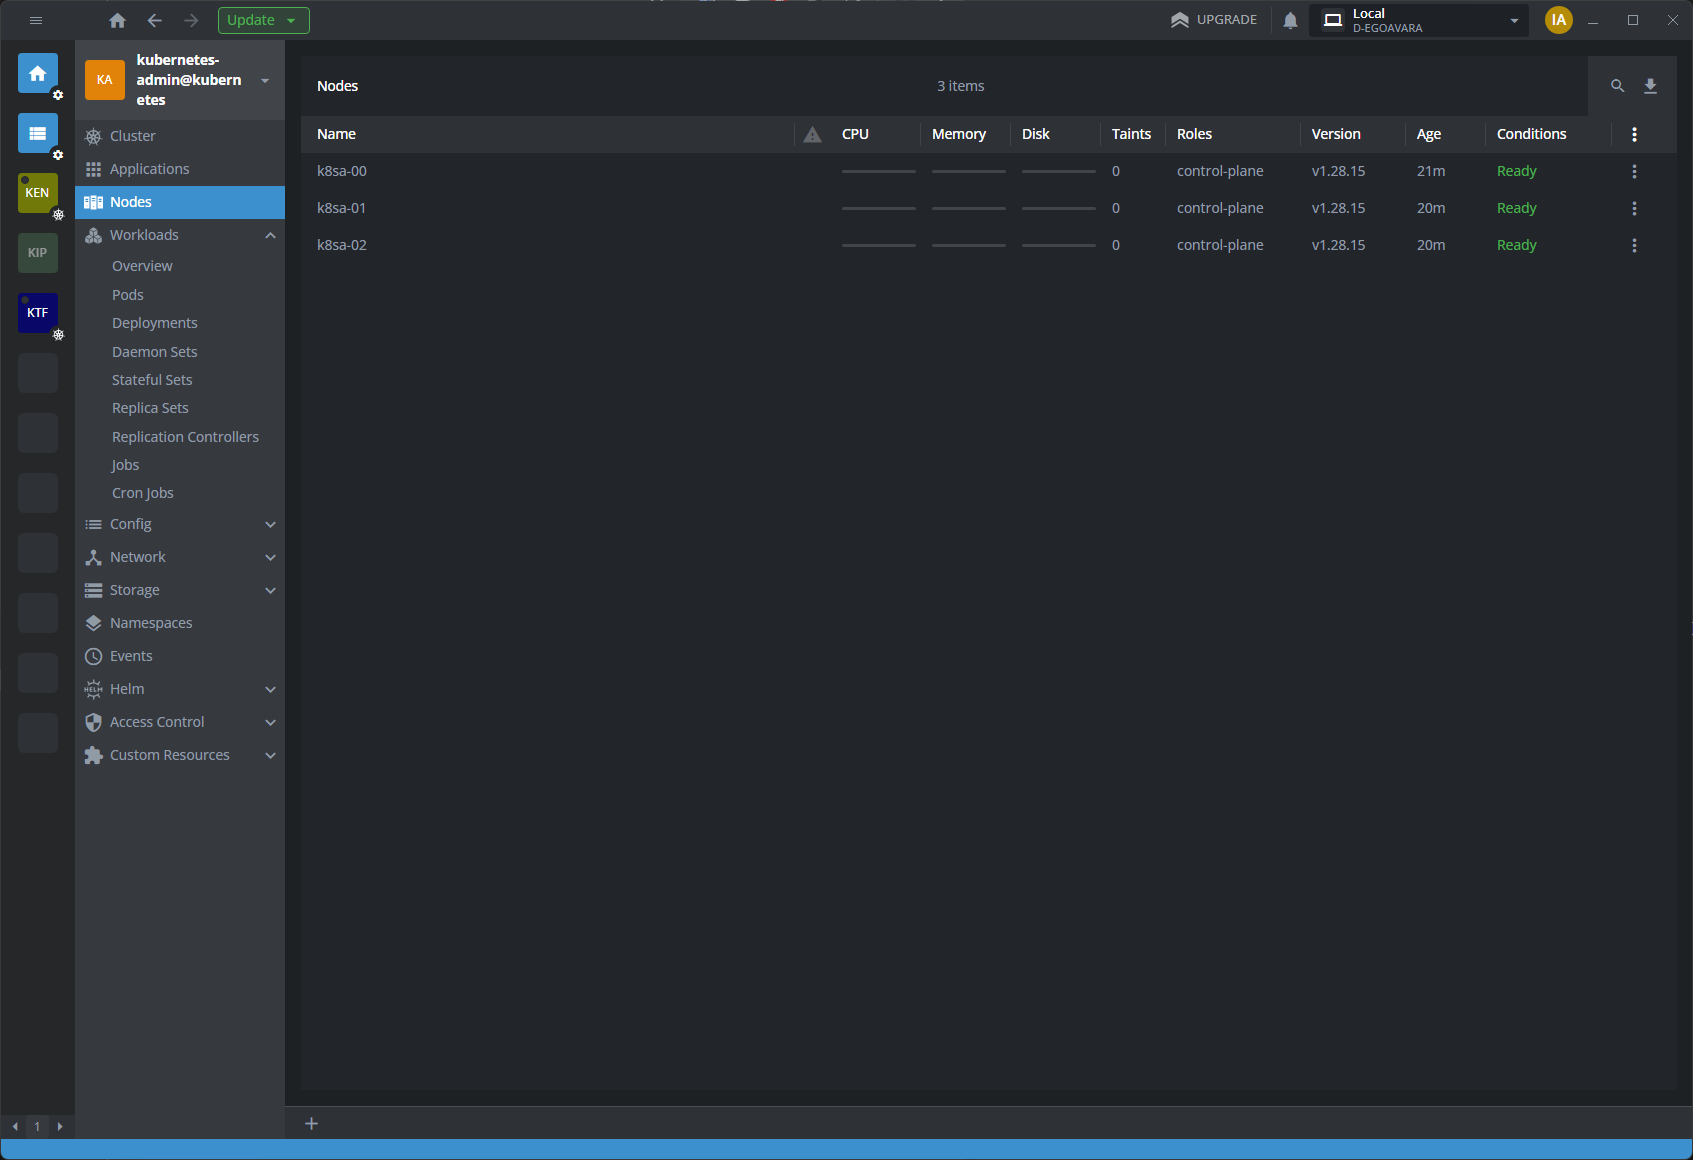 Update
UPGRADE
Local
D-EGOAVARA
IA
KA
kubernetes-
admin@kubern
etes
KEN
KIP
KTF
1
Cluster
Applications
Nodes
Workloads
Overview
Pods
Deployments
Daemon Sets
Stateful Sets
Replica Sets
Replication Controllers
Jobs
Cron Jobs
Config
Network
Storage
Namespaces
Events
HELM Helm
Access Control
Custom Resources
Nodes 3 items
Name CPU Memory Disk Taints Roles Version Age Conditions
k8sa-00 0 control-plane v1.28.15 21m Ready
k8sa-01 0 control-plane v1.28.15 20m Ready
k8sa-02 0 control-plane v1.28.15 20m Ready